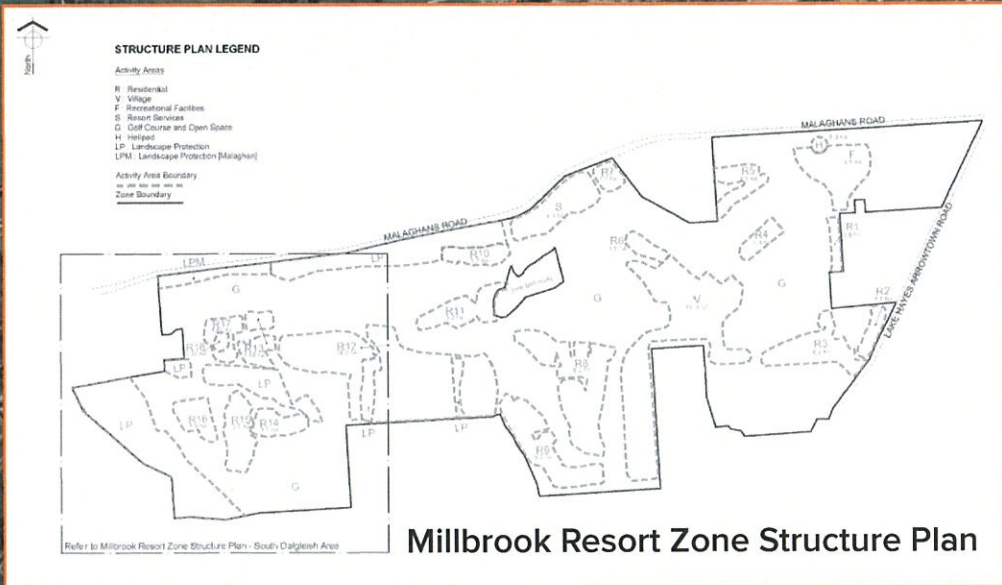 North
STRUCTURE PLAN LEGEND
Activity Areas
R : Residential
V : Village
F : Recreational Facilities
S : Resort Services
G : Golf Course and Open Space
H : Helipad
LP : Landscape Protection
LPM : Landscape Protection [Malaghan]
Activity Area Boundary
Zone Boundary
MALAGHANS ROAD
H
F
R5
R7
S
R4
R1
MALAGHANS ROAD
R6
LPM
LP
R10
G
G
G
V
R2
LAKE HAYES ARROWTOWN ROAD
R11
R17
R18
R12
R3
LP
R8
LP
LP
R16
R15
R14
LP
LP
R9
G
Refer to Millbrook Resort Zone Structure Plan - South Dalgleish Area
Millbrook Resort Zone Structure Plan